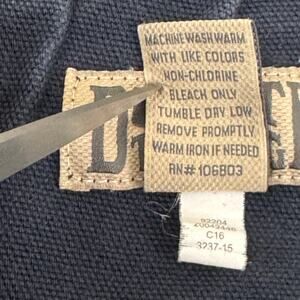 MACHINE WASH WARM
WITH LIKE COLORS
NON-CHLORINE
BLEACH ONLY
TUMBLE DRY LOW
REMOVE PROMPTLY
WARM IRON IF NEEDED
RN# 106803
92204
C16
3237-15